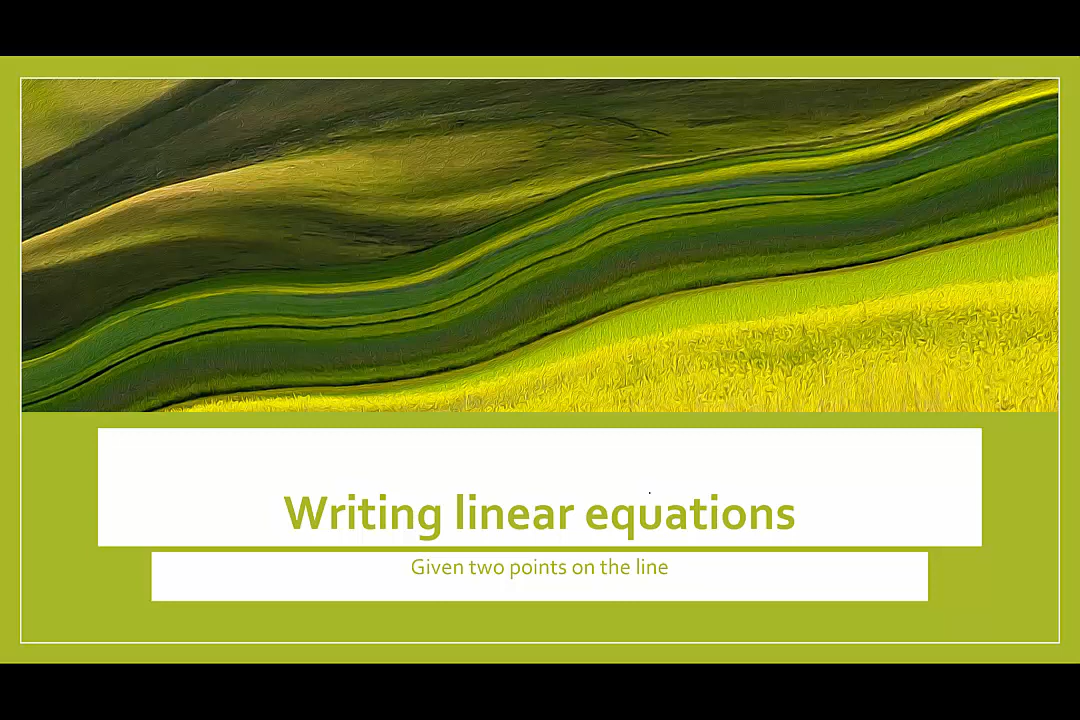 Writing linear equations
Given two points on the line